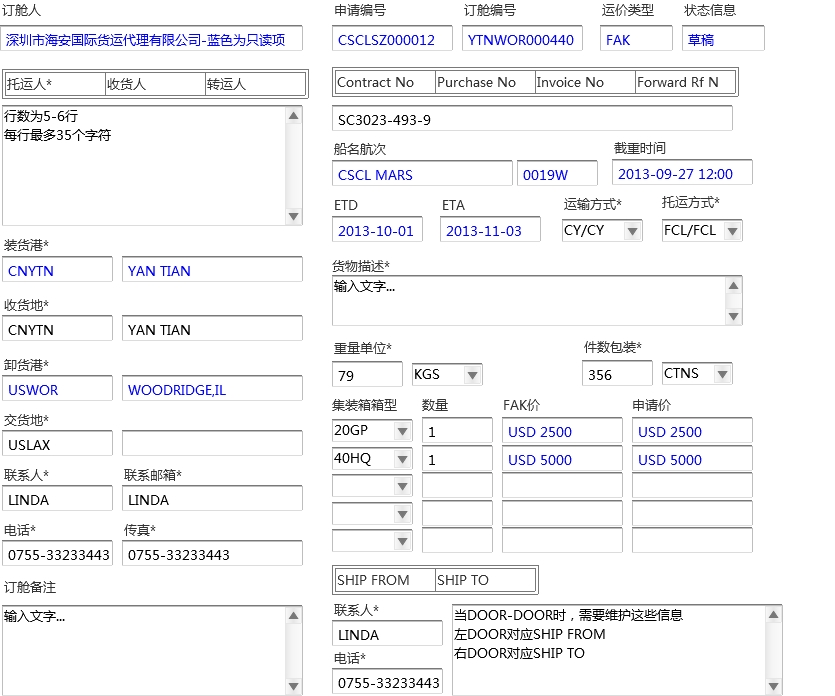 订舱人
深圳市海安国际货运代理有限公司-蓝色为只读项
申请编号 订舱编号 运价类型 状态信息
CSCLSZ000012 YTNWOR000440 FAK 草稿
托运人* 收货人 转运人
行数为5-6行
每行最多35个字符
Contract No Purchase No Invoice No Forward Rf N
SC3023-493-9
船名航次 截重时间
CSCL MARS 0019W 2013-09-27 12:00
ETD ETA 运输方式* 托运方式*
2013-10-01 2013-11-03 CY/CY FCL/FCL
装货港*
CNYTN YAN TIAN
收货地*
CNYTN YAN TIAN
卸货港*
USWOR WOODRIDGE,IL
交货地*
USLAX
联系人* 联系邮箱*
LINDA LINDA
电话* 传真*
0755-33233443 0755-33233443
订舱备注
输入文字...
货物描述*
输入文字...
重量单位* 件数包装*
79 KGS 356 CTNS
集装箱箱型 数量 FAK价 申请价
20GP 1 USD 2500 USD 2500
40HQ 1 USD 5000 USD 5000
SHIP FROM SHIP TO
联系人*
LINDA
电话*
0755-33233443
当DOOR-DOOR时，需要维护这些信息
左DOOR对应SHIP FROM
右DOOR对应SHIP TO